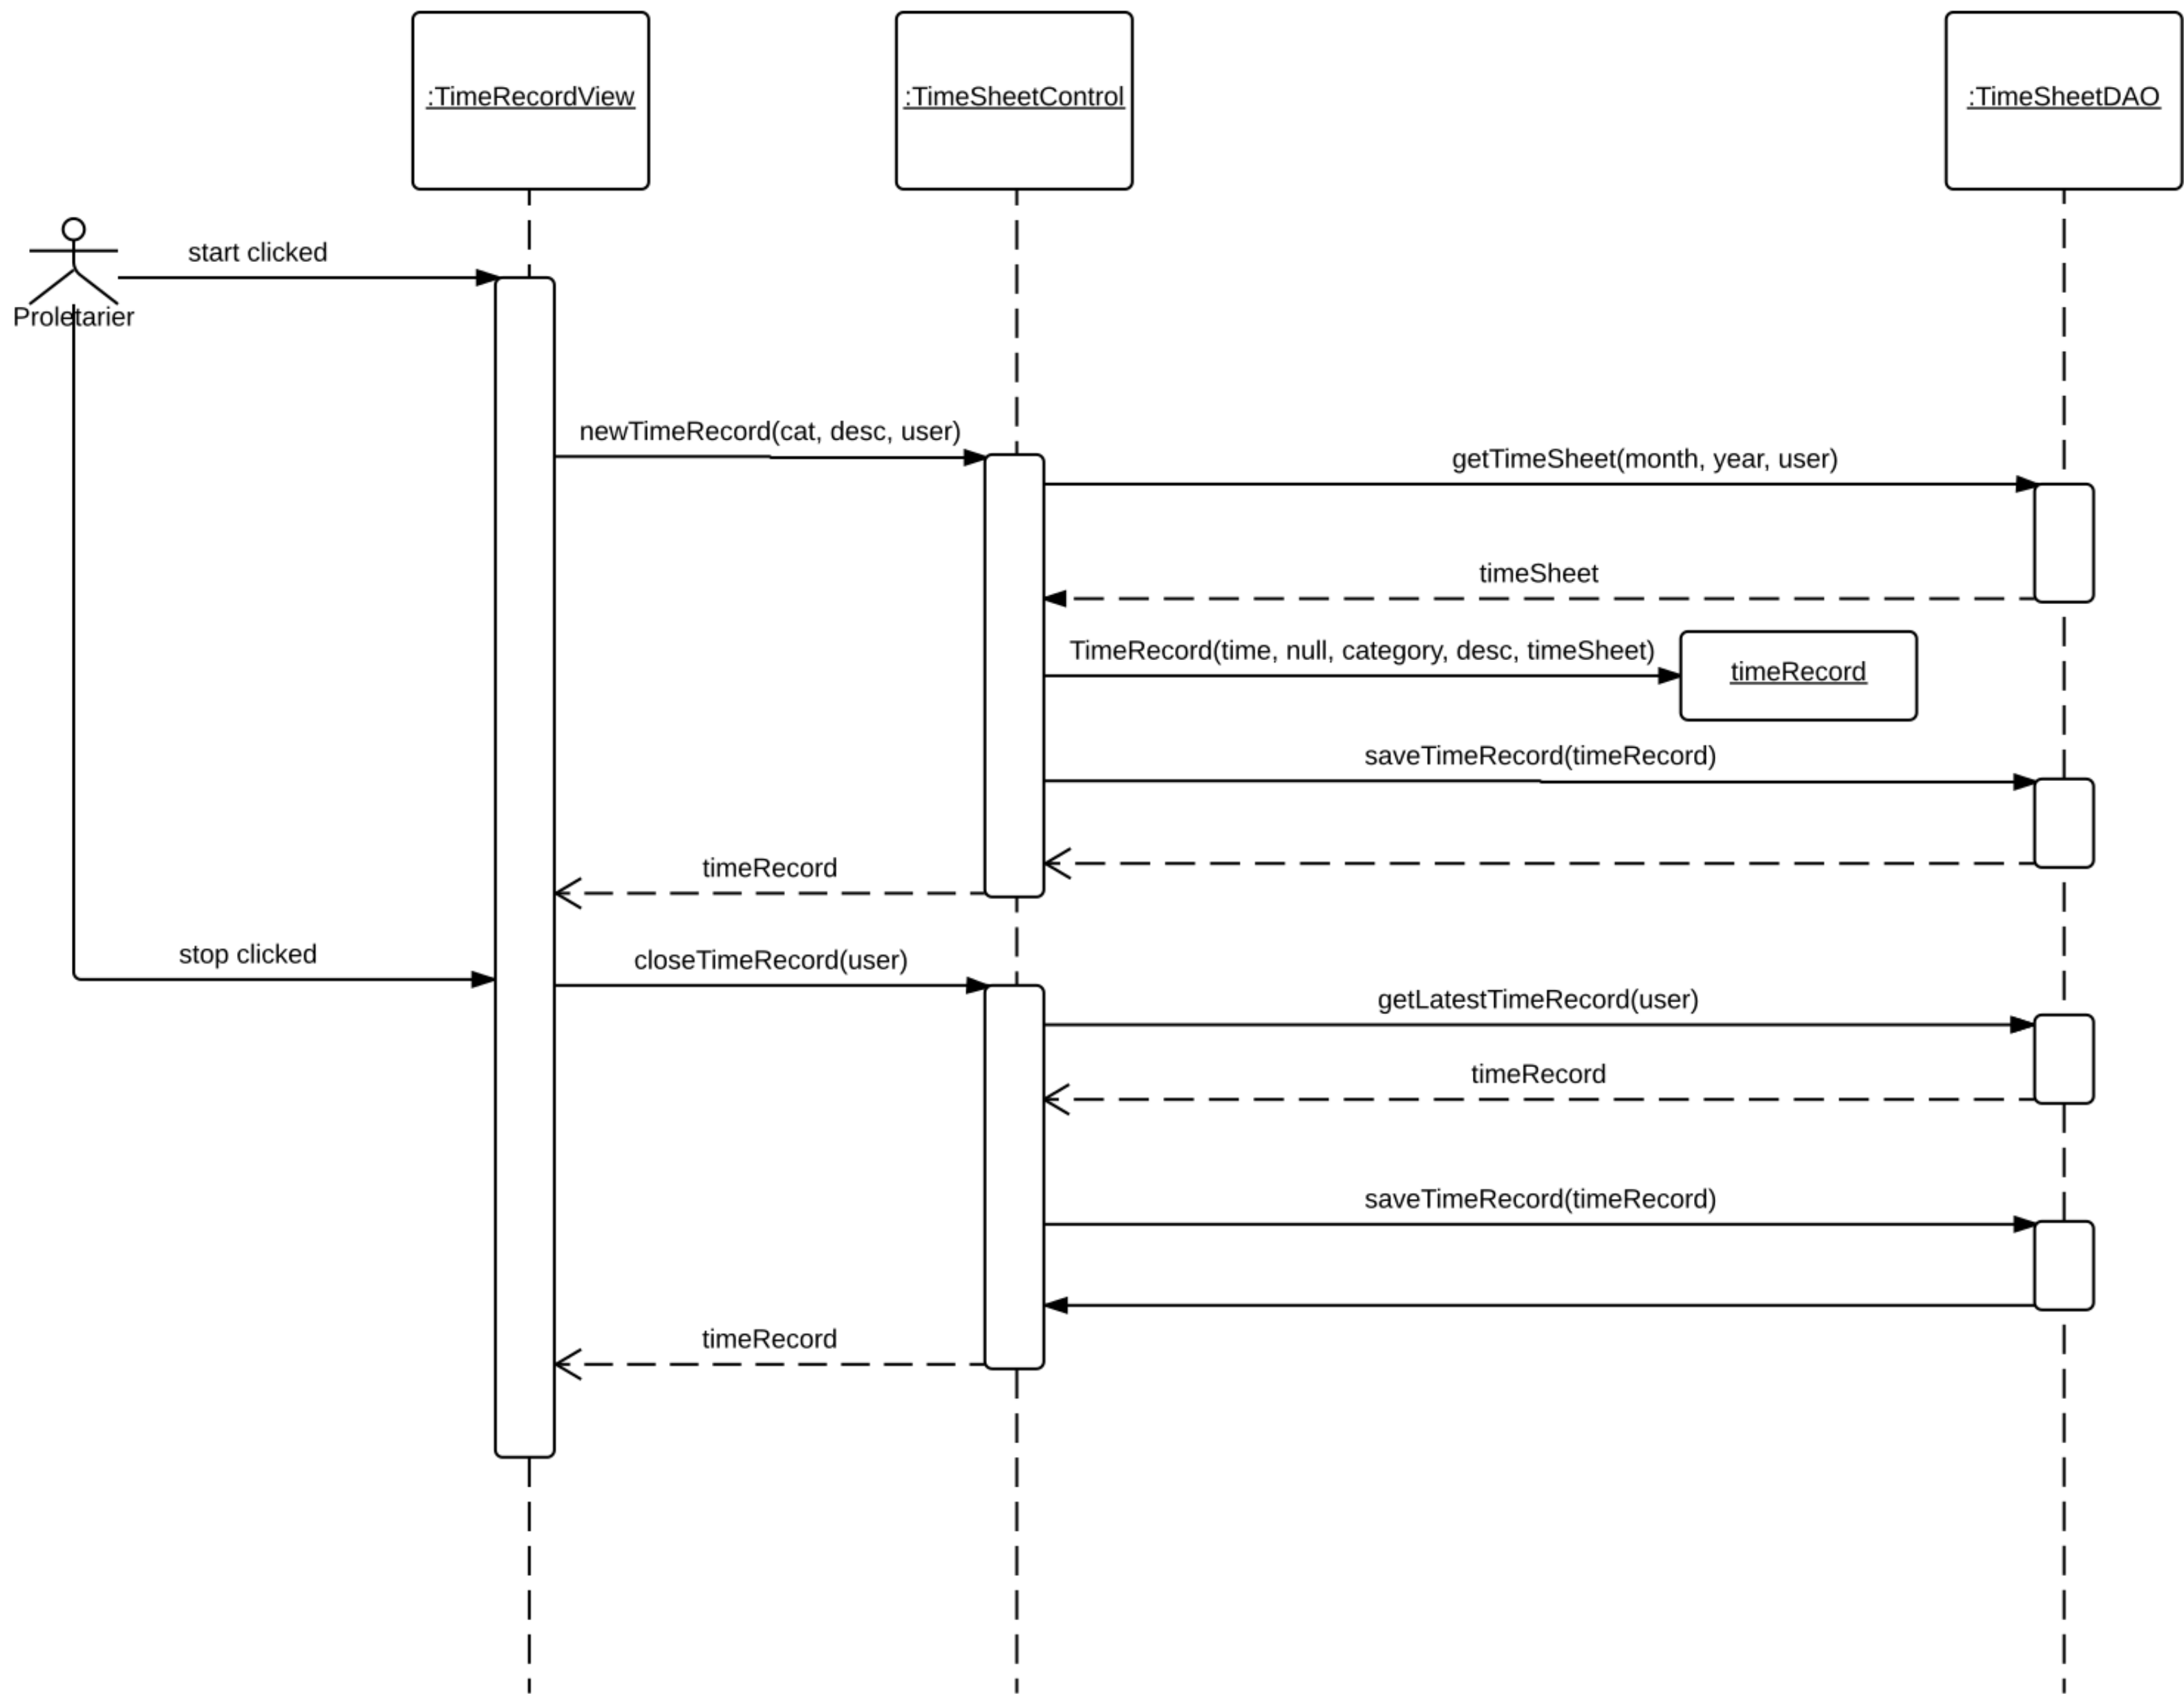 :TimeRecordView
:TimeSheetControl
:TimeSheetDAO
start clicked
Proletarier
newTimeRecord(cat, desc, user)
getTimeSheet(month, year, user)
timeSheet
TimeRecord(time, null, category, desc, timeSheet)
timeRecord
saveTimeRecord(timeRecord)
timeRecord
stop clicked
closeTimeRecord(user)
getLatestTimeRecord(user)
timeRecord
saveTimeRecord(timeRecord)
timeRecord